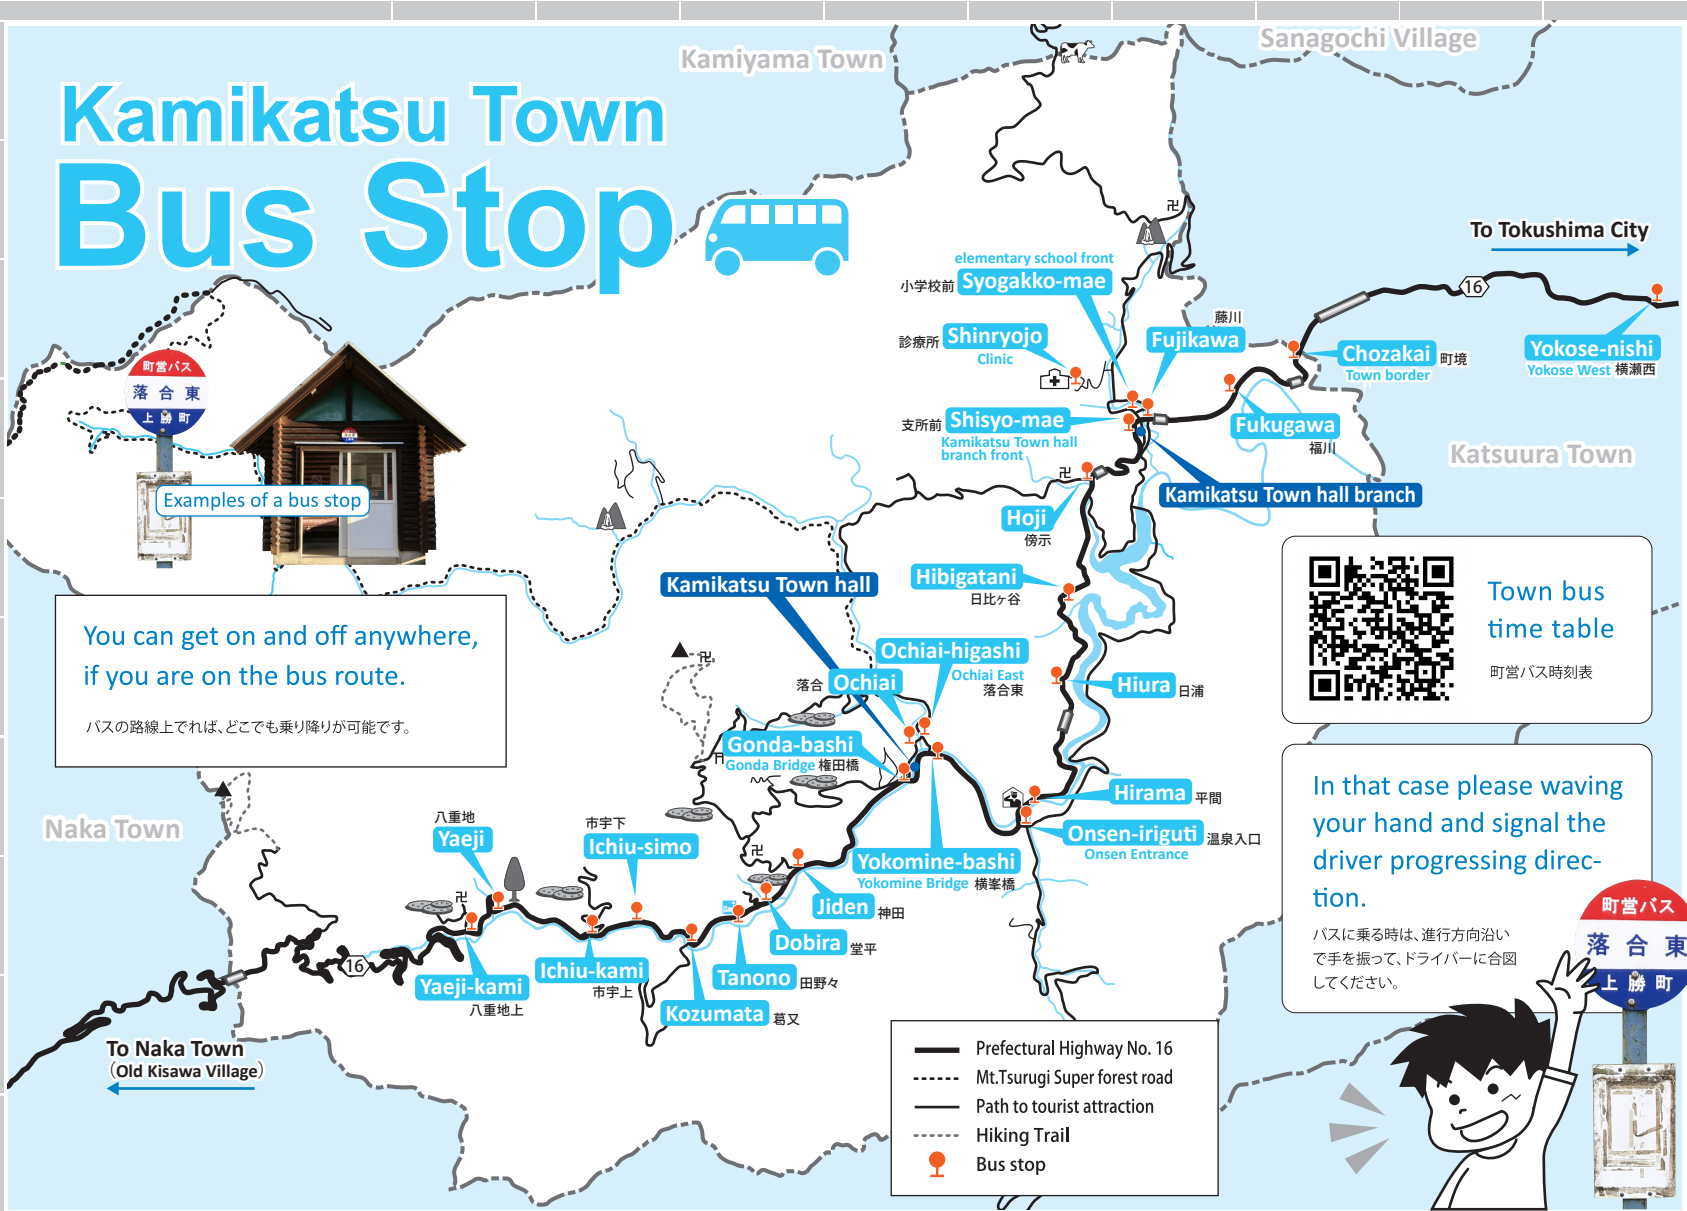 Kamiyama Town
Sanagochi Village
Kamikatsu Town
Bus Stop
To Tokushima City
16
elementary school front
小学校前 Syogakko-mae
藤川
Fujikawa
診療所 Shinryojo
Clinic
Chozakai 町境
Town border
Yokose-nishi
Yokose West 横瀬西
支所前 Shisyo-mae
Kamikatsu Town hall
branch front
Fukugawa
福川
Katsuura Town
Kamikatsu Town hall branch
町営バス
落合東
上勝町
Examples of a bus stop
Hoji
傍示
Hibigatani
日比ヶ谷
Kamikatsu Town hall
Ochiai-higashi
Ochiai East
落合東
落合 Ochiai
Hiura 日浦
Gonda-bashi
Gonda Bridge 権田橋
You can get on and off anywhere,
if you are on the bus route.
バスの路線上でれば、どこでも乗り降りが可能です。
Town bus
time table
町営バス時刻表
Hirama 平間
Onsen-iriguti 温泉入口
Onsen Entrance
Naka Town
八重地
Yaeji
市宇下
Ichiu-simo
Yokomine-bashi
Yokomine Bridge 横峯橋
Jiden 神田
Dobira 堂平
Tanono 田野々
Kozumata 葛又
Ichiu-kami
市宇上
Yaeji-kami
八重地上
16
To Naka Town
(Old Kisawa Village)
In that case please waving
your hand and signal the
driver progressing direc-
tion.
バスに乗る時は、進行方向沿い
で手を振って、ドライバーに合図
してください。
町営バス
落合東
上勝町
Prefectural Highway No. 16
Mt.Tsurugi Super forest road
Path to tourist attraction
Hiking Trail
Bus stop